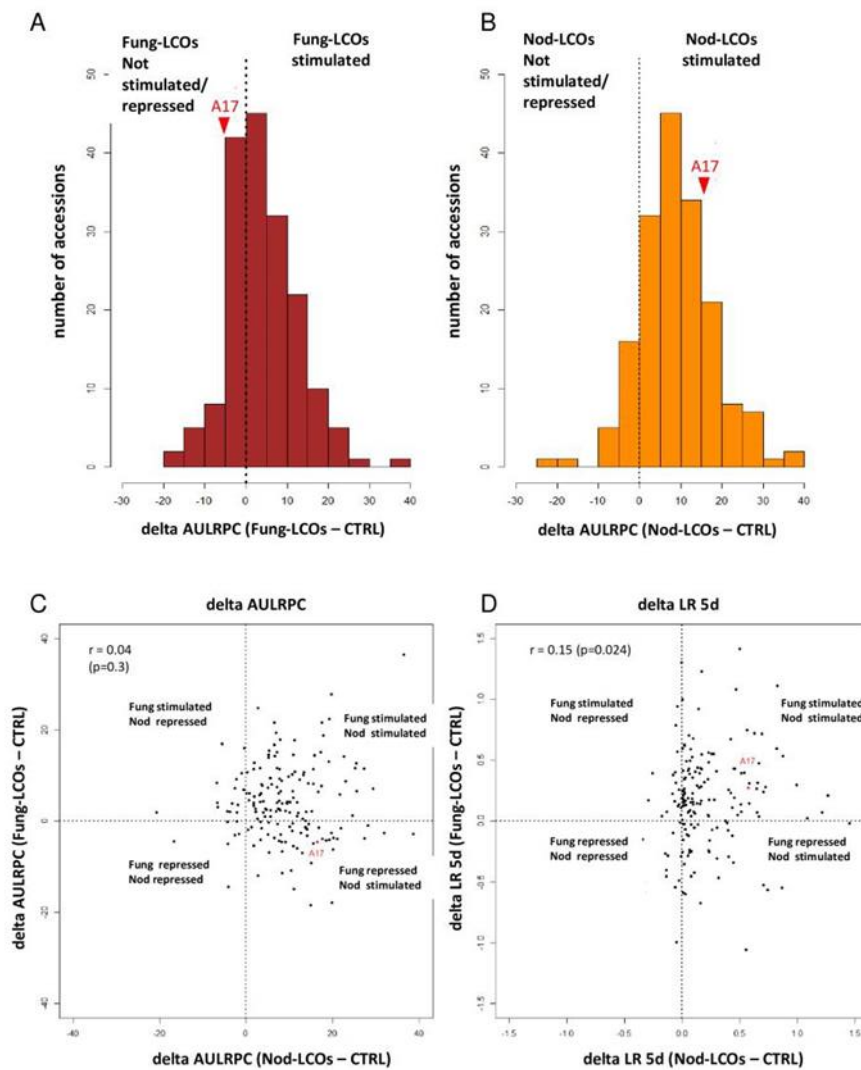 A
Fung-LCOs
Not
stimulated/
repressed
Fung-LCOs
stimulated
A17
number of accessions
0
10
20
30
40
50
-30
-20
-10
0
10
20
30
40
delta AULRPC (Fung-LCOs – CTRL)
B
Nod-LCOs
Not
stimulated/
repressed
Nod-LCOs
stimulated
A17
number of accessions
0
10
20
30
40
50
-30
-20
-10
0
10
20
30
40
delta AULRPC (Nod-LCOs – CTRL)
C
delta AULRPC
r = 0.04
(p=0.3)
Fung stimulated
Nod repressed
Fung stimulated
Nod stimulated
Fung repressed
Nod repressed
A17
Fung repressed
Nod stimulated
delta AULRPC (Fung-LCOs – CTRL)
40
20
0
-20
-40
-40
-20
0
20
40
delta AULRPC (Nod-LCOs – CTRL)
D
delta LR 5d
r = 0.15 (p=0.024)
Fung stimulated
Nod repressed
Fung stimulated
Nod stimulated
A17
Fung repressed
Nod repressed
Fung repressed
Nod stimulated
delta LR 5d (Fung-LCOs – CTRL)
1.5
1.0
0.5
0.0
-0.5
-1.0
-1.5
-1.5
-1.0
-0.5
0.0
0.5
1.0
1.5
delta LR 5d (Nod-LCOs – CTRL)